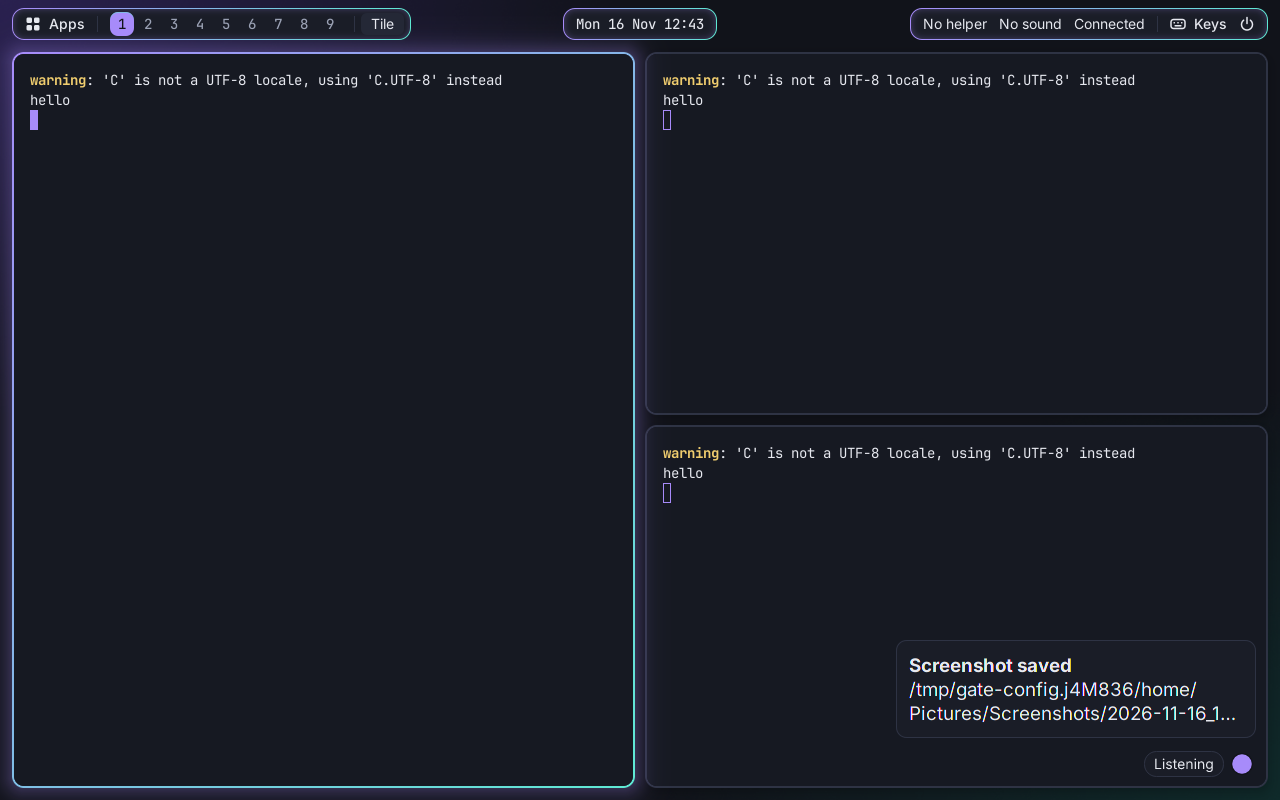 Apps 1 2 3 4 5 6 7 8 9 Tile
Mon 16 Nov 12:43
No helper No sound Connected Keys
warning: 'C' is not a UTF-8 locale, using 'C.UTF-8' instead
hello
warning: 'C' is not a UTF-8 locale, using 'C.UTF-8' instead
hello
warning: 'C' is not a UTF-8 locale, using 'C.UTF-8' instead
hello
Screenshot saved
/tmp/gate-config.j4M836/home/
Pictures/Screenshots/2026-11-16_1...
Listening